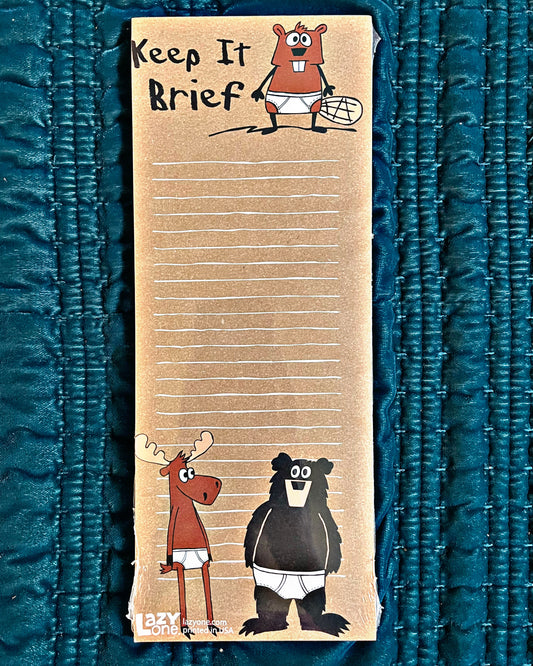 Keep It
Brief
Lazy One
lazyone.com
printed in USA